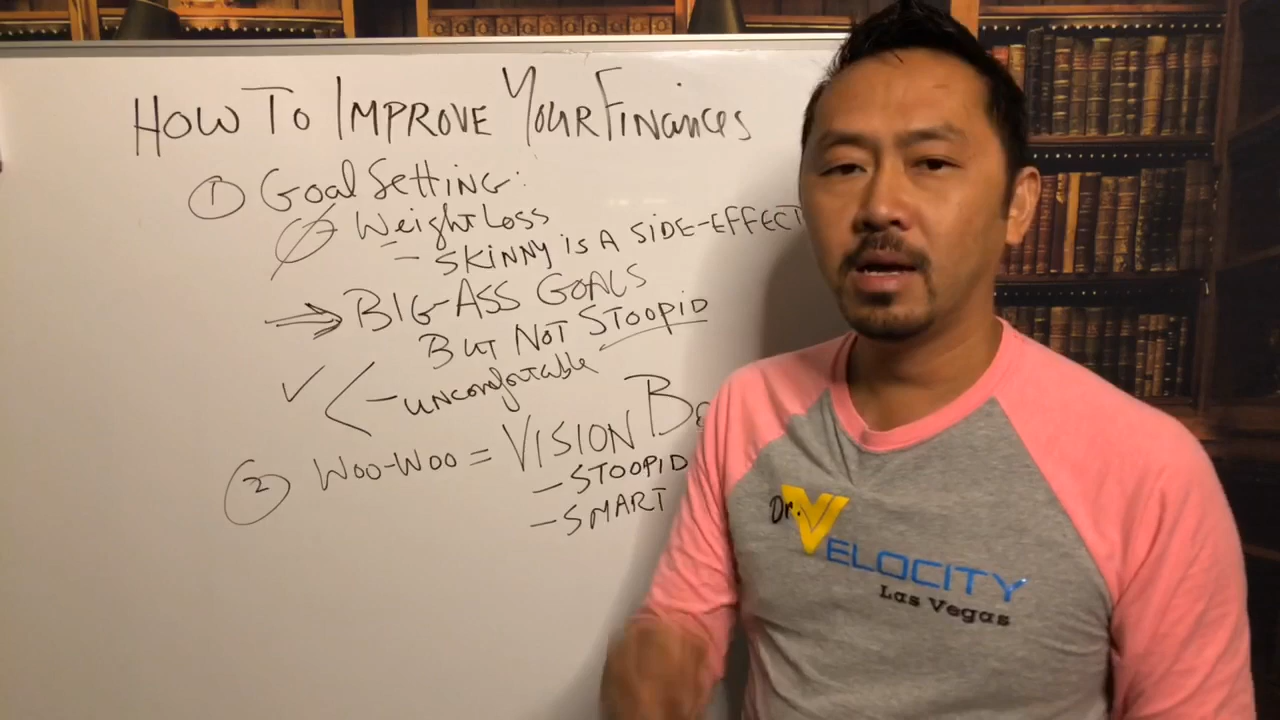 HOW TO IMPROVE YOUR FINANCES
① Goal Setting:
Weight Loss
- SKINNY IS A SIDE-EFFECT
⇒ BIG-ASS GOALS
BUT NOT STOOPID
✓ - UNCOMFORTABLE
② WOO-WOO = VISION
- STOOPID
- SMART
Dr. VELOCITY
Las Vegas